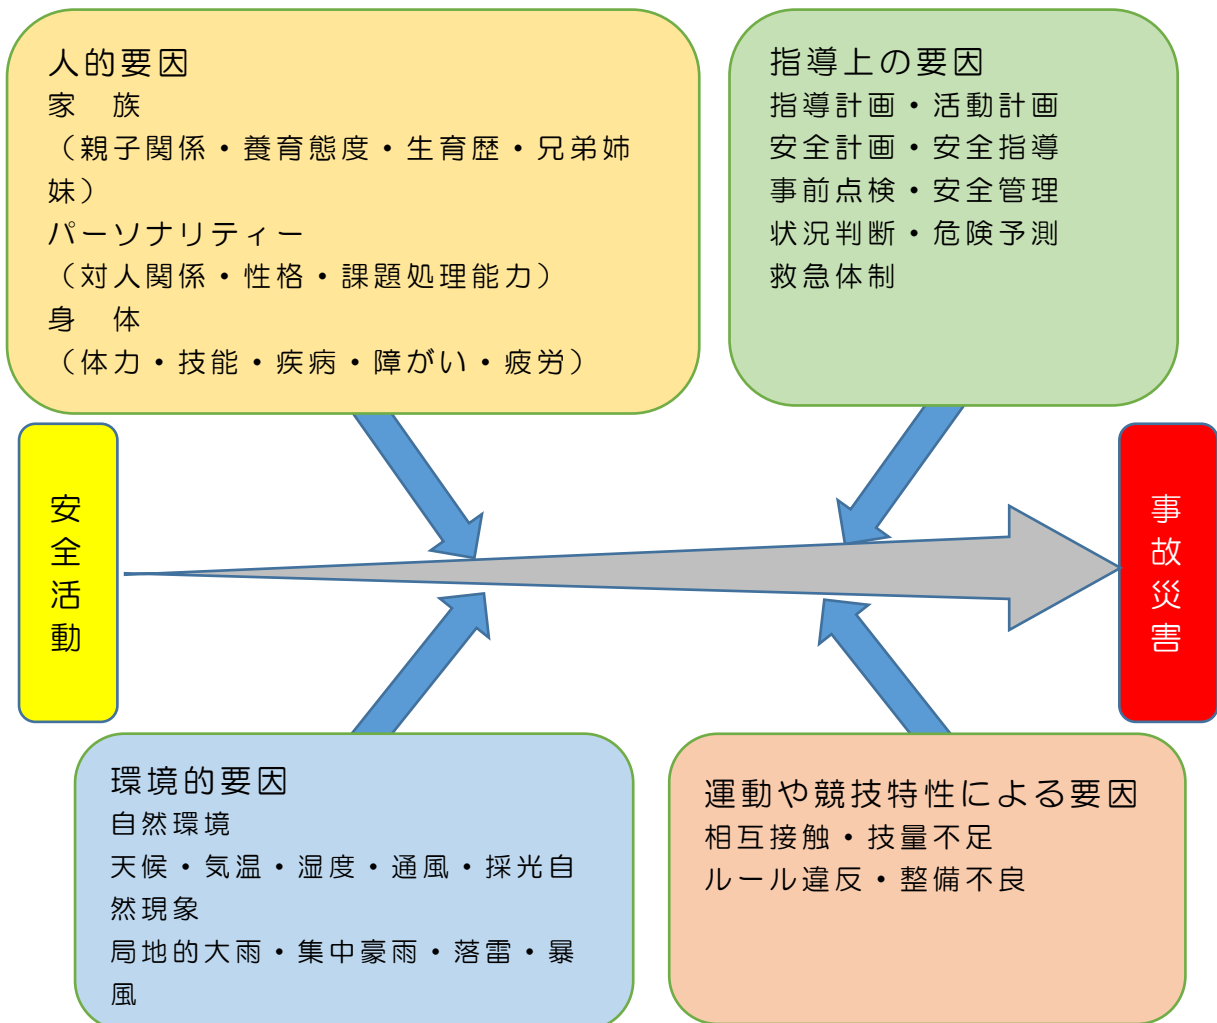 人的要因
家　族
（親子関係・養育態度・生育歴・兄弟姉
妹）
パーソナリティー
（対人関係・性格・課題処理能力）
身　体
（体力・技能・疾病・障がい・疲労）
指導上の要因
指導計画・活動計画
安全計画・安全指導
事前点検・安全管理
状況判断・危険予測
救急体制
安全活動
事故災害
環境的要因
自然環境
天候・気温・湿度・通風・採光自
然現象
局地的大雨・集中豪雨・落雷・暴
風
運動や競技特性による要因
相互接触・技量不足
ルール違反・整備不良